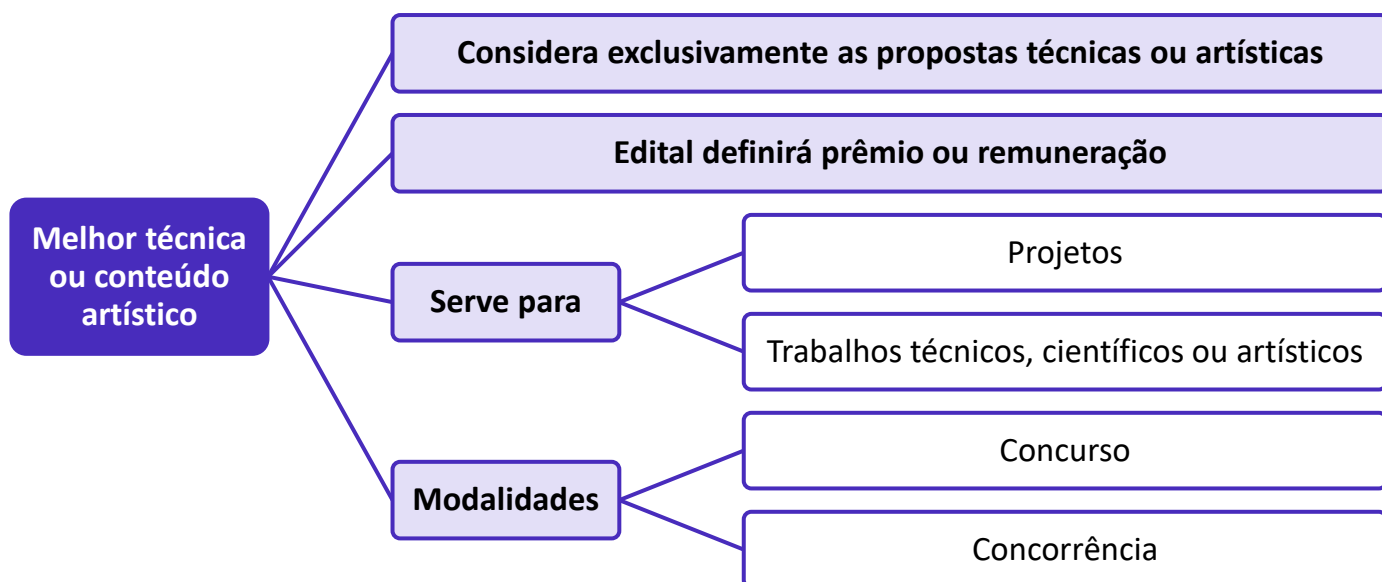 Considera exclusivamente as propostas técnicas ou artísticas
Edital definirá prêmio ou remuneração
Melhor técnica
ou conteúdo
artístico
Serve para
Projetos
Trabalhos técnicos, científicos ou artísticos
Modalidades
Concurso
Concorrência